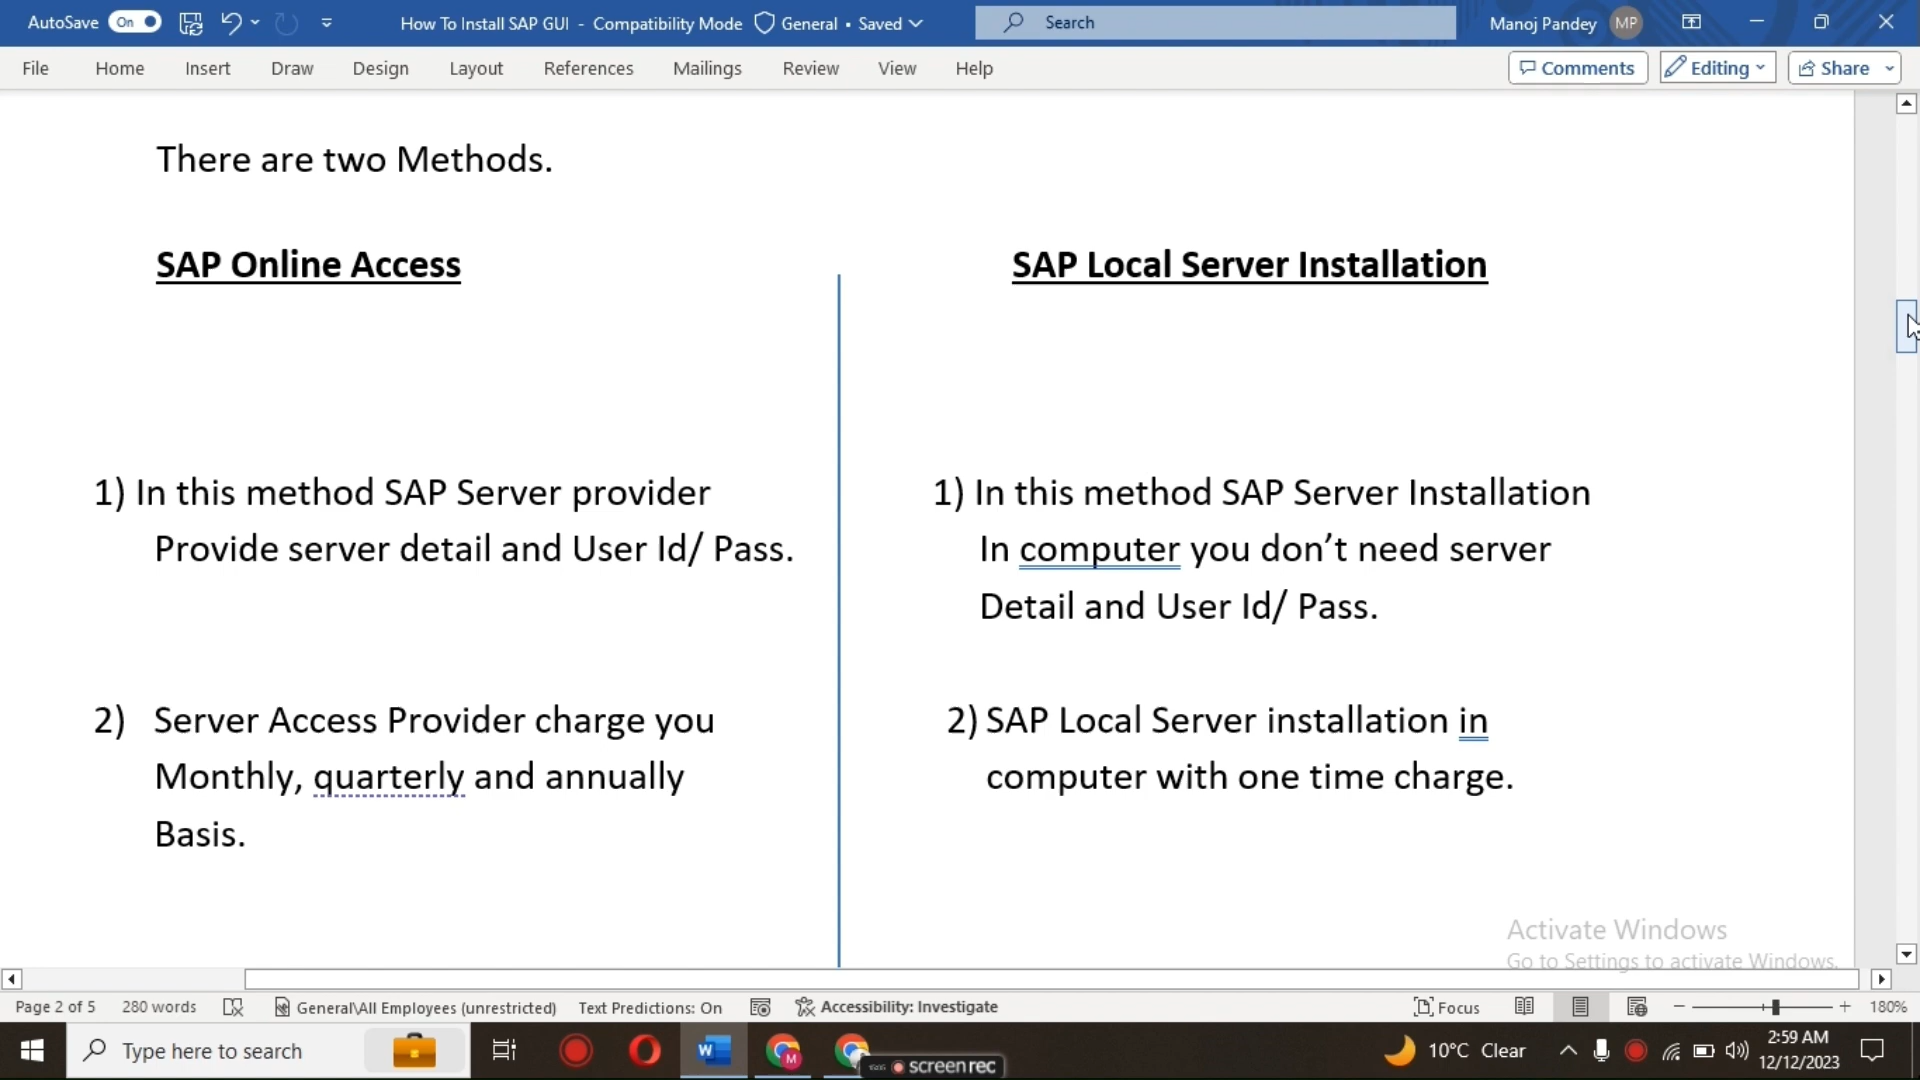 AutoSave On How To Install SAP GUI - Compatibility Mode General • Saved Search Manoj Pandey MP
File Home Insert Draw Design Layout References Mailings Review View Help Comments Editing Share
There are two Methods.
SAP Online Access
SAP Local Server Installation
1) In this method SAP Server provider
Provide server detail and User Id/ Pass.
1) In this method SAP Server Installation
In computer you don’t need server
Detail and User Id/ Pass.
2) Server Access Provider charge you
Monthly, quarterly and annually
Basis.
2) SAP Local Server installation in
computer with one time charge.
Activate Windows
Go to Settings to activate Windows.
Page 2 of 5 280 words General\All Employees (unrestricted) Text Predictions: On Accessibility: Investigate Focus 180%
Type here to search
screenrec
10°C Clear
2:59 AM
12/12/2023